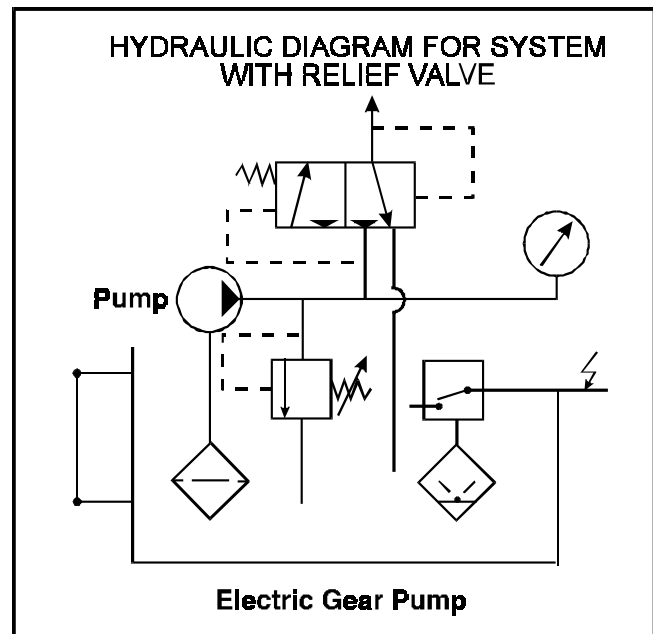 HYDRAULIC DIAGRAM FOR SYSTEM
WITH RELIEF VALVE
Pump
Electric Gear Pump